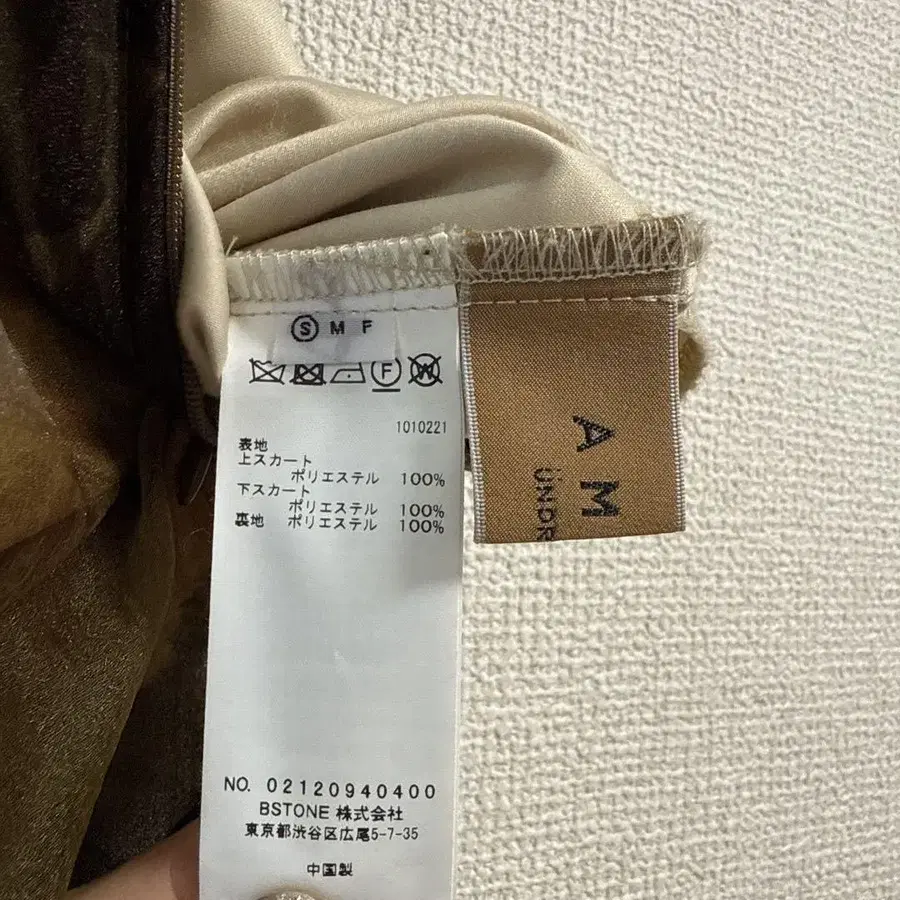 Ⓢ M F
F W
1010221
表地
上スカート
ポリエステル 100%
下スカート
ポリエステル 100%
裏地 ポリエステル 100%
NO. 02120940400
BSTONE 株式会社
東京都渋谷区広尾5-7-35
中国製
AM
UNDR